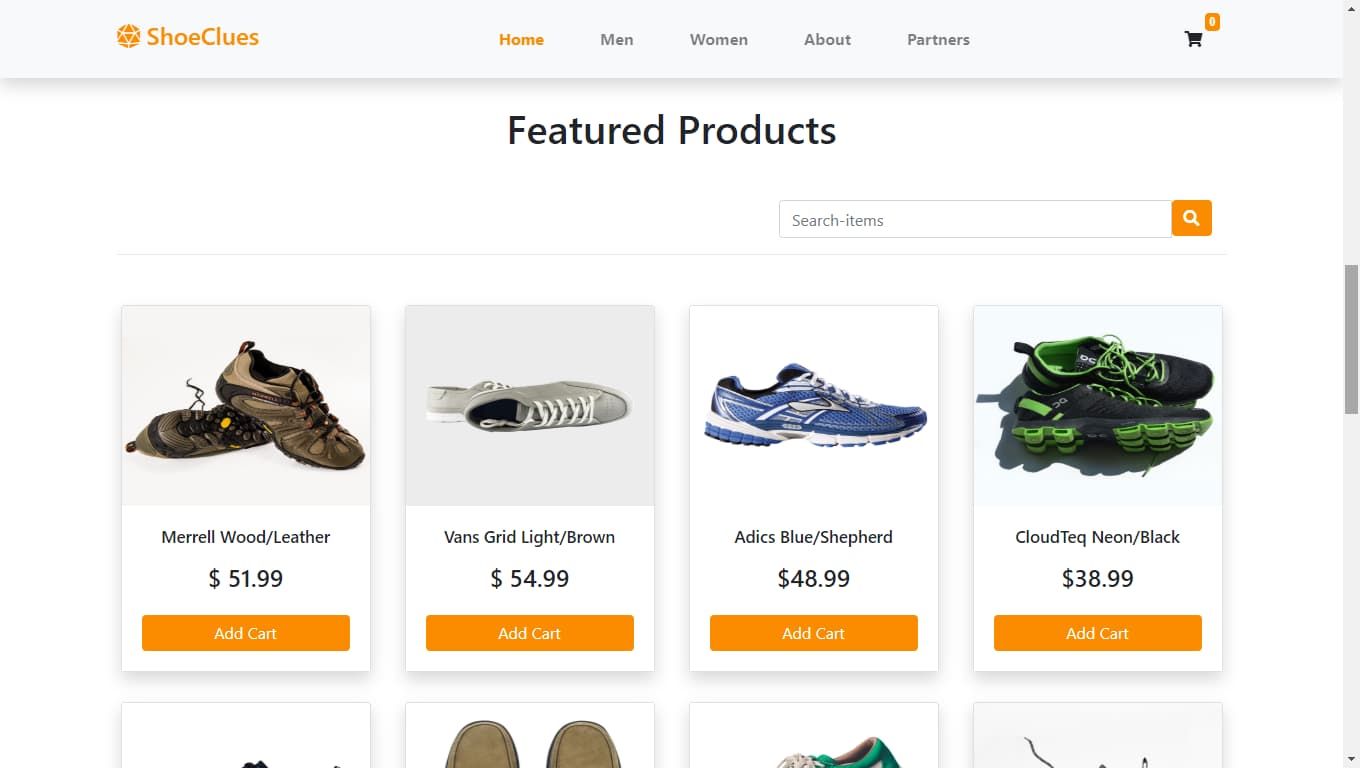 ShoeClues
Home
Men
Women
About
Partners
0
Featured Products
Search-items
Merrell Wood/Leather
$ 51.99
Add Cart
Vans Grid Light/Brown
$ 54.99
Add Cart
Adics Blue/Shepherd
$48.99
Add Cart
CloudTeq Neon/Black
$38.99
Add Cart